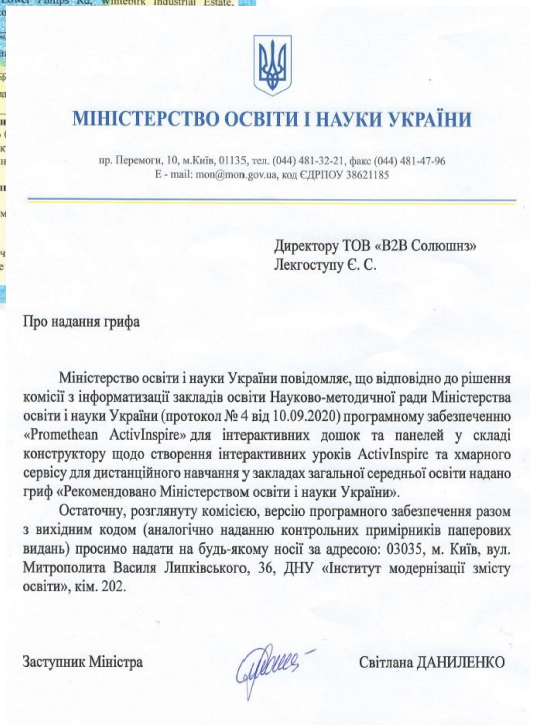 Lower Philips Rd, Whitebirk Industrial Estate,
МІНІСТЕРСТВО ОСВІТИ І НАУКИ УКРАЇНИ
пр. Перемоги, 10, м.Київ, 01135, тел. (044) 481-32-21, факс (044) 481-47-96
E - mail: mon@mon.gov.ua, код ЄДРПОУ 38621185
Директору ТОВ «В2В Солюшнз»
Лекгоступу Є. С.
Про надання грифа
Міністерство освіти і науки України повідомляє, що відповідно до рішення
комісії з інформатизації закладів освіти Науково-методичної ради Міністерства
освіти і науки України (протокол № 4 від 10.09.2020) програмному забезпеченню
«Promethean ActivInspire» для інтерактивних дошок та панелей у складі
конструктору щодо створення інтерактивних уроків ActivInspire та хмарного
сервісу для дистанційного навчання у закладах загальної середньої освіти надано
гриф «Рекомендовано Міністерством освіти і науки України».
Остаточну, розглянуту комісією, версію програмного забезпечення разом
з вихідним кодом (аналогічно наданню контрольних примірників паперових
видань) просимо надати на будь-якому носії за адресою: 03035, м. Київ, вул.
Митрополита Василя Липківського, 36, ДНУ «Інститут модернізації змісту
освіти», кім. 202.
Заступник Міністра
Світлана ДАНИЛЕНКО